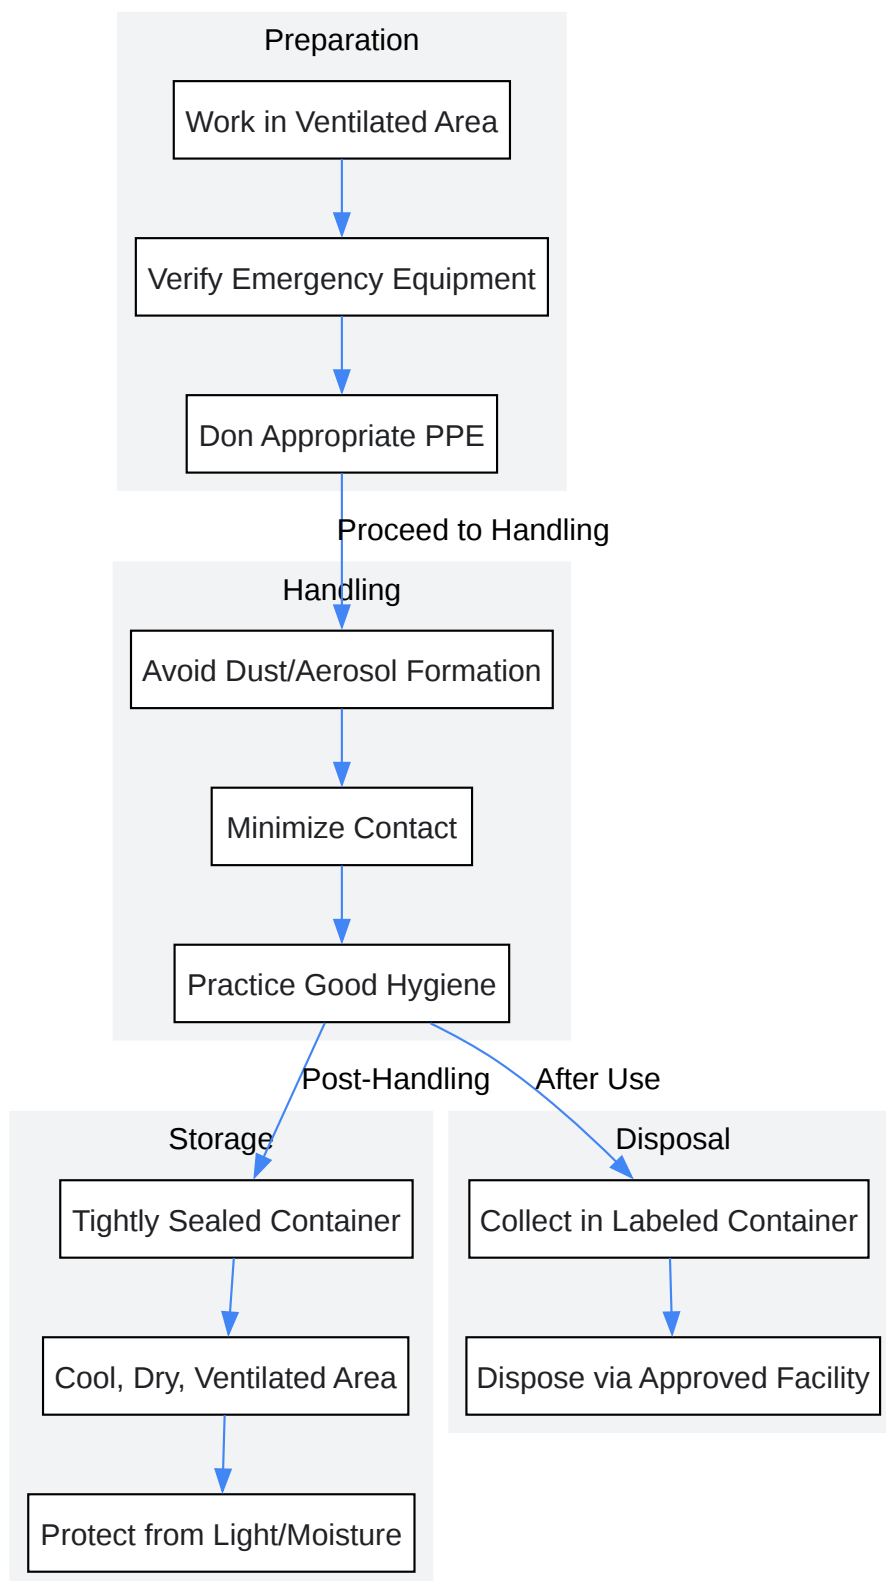 Preparation
Work in Ventilated Area
Verify Emergency Equipment
Don Appropriate PPE
Proceed to Handling
Handling
Avoid Dust/Aerosol Formation
Minimize Contact
Practice Good Hygiene
Post-Handling
After Use
Storage
Tightly Sealed Container
Cool, Dry, Ventilated Area
Protect from Light/Moisture
Disposal
Collect in Labeled Container
Dispose via Approved Facility